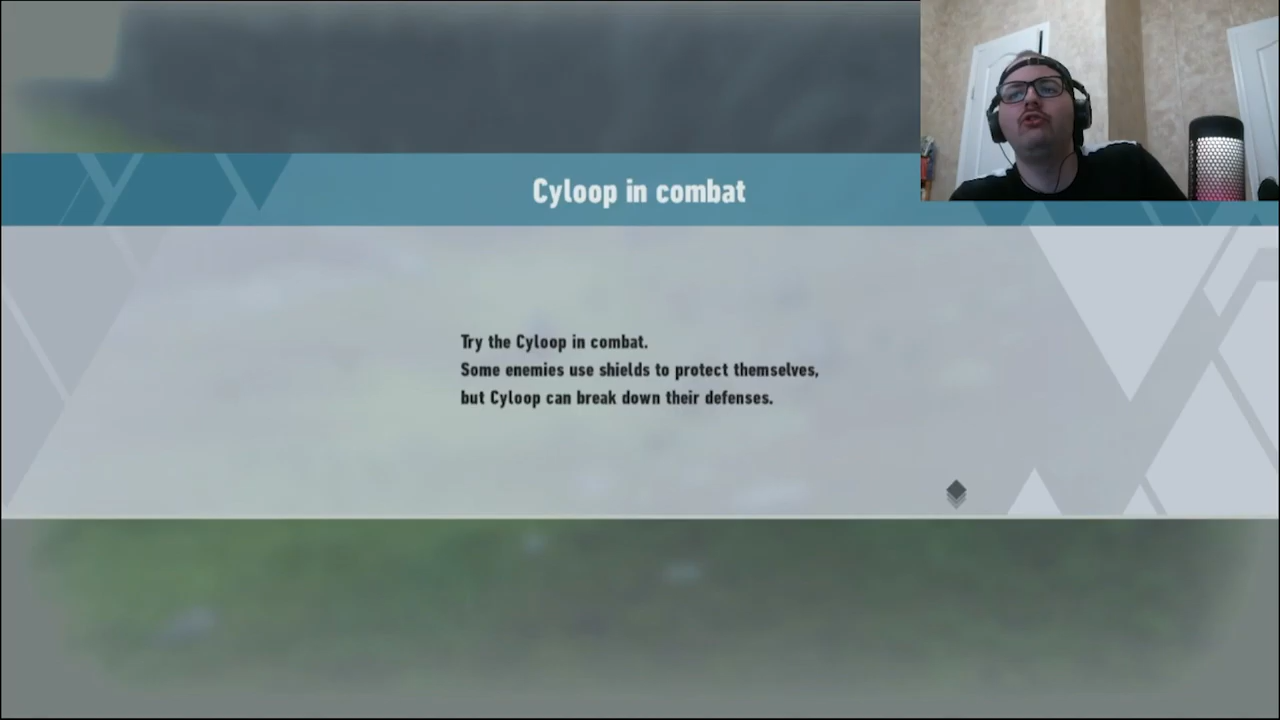 Cyloop in combat
Try the Cyloop in combat.
Some enemies use shields to protect themselves,
but Cyloop can break down their defenses.